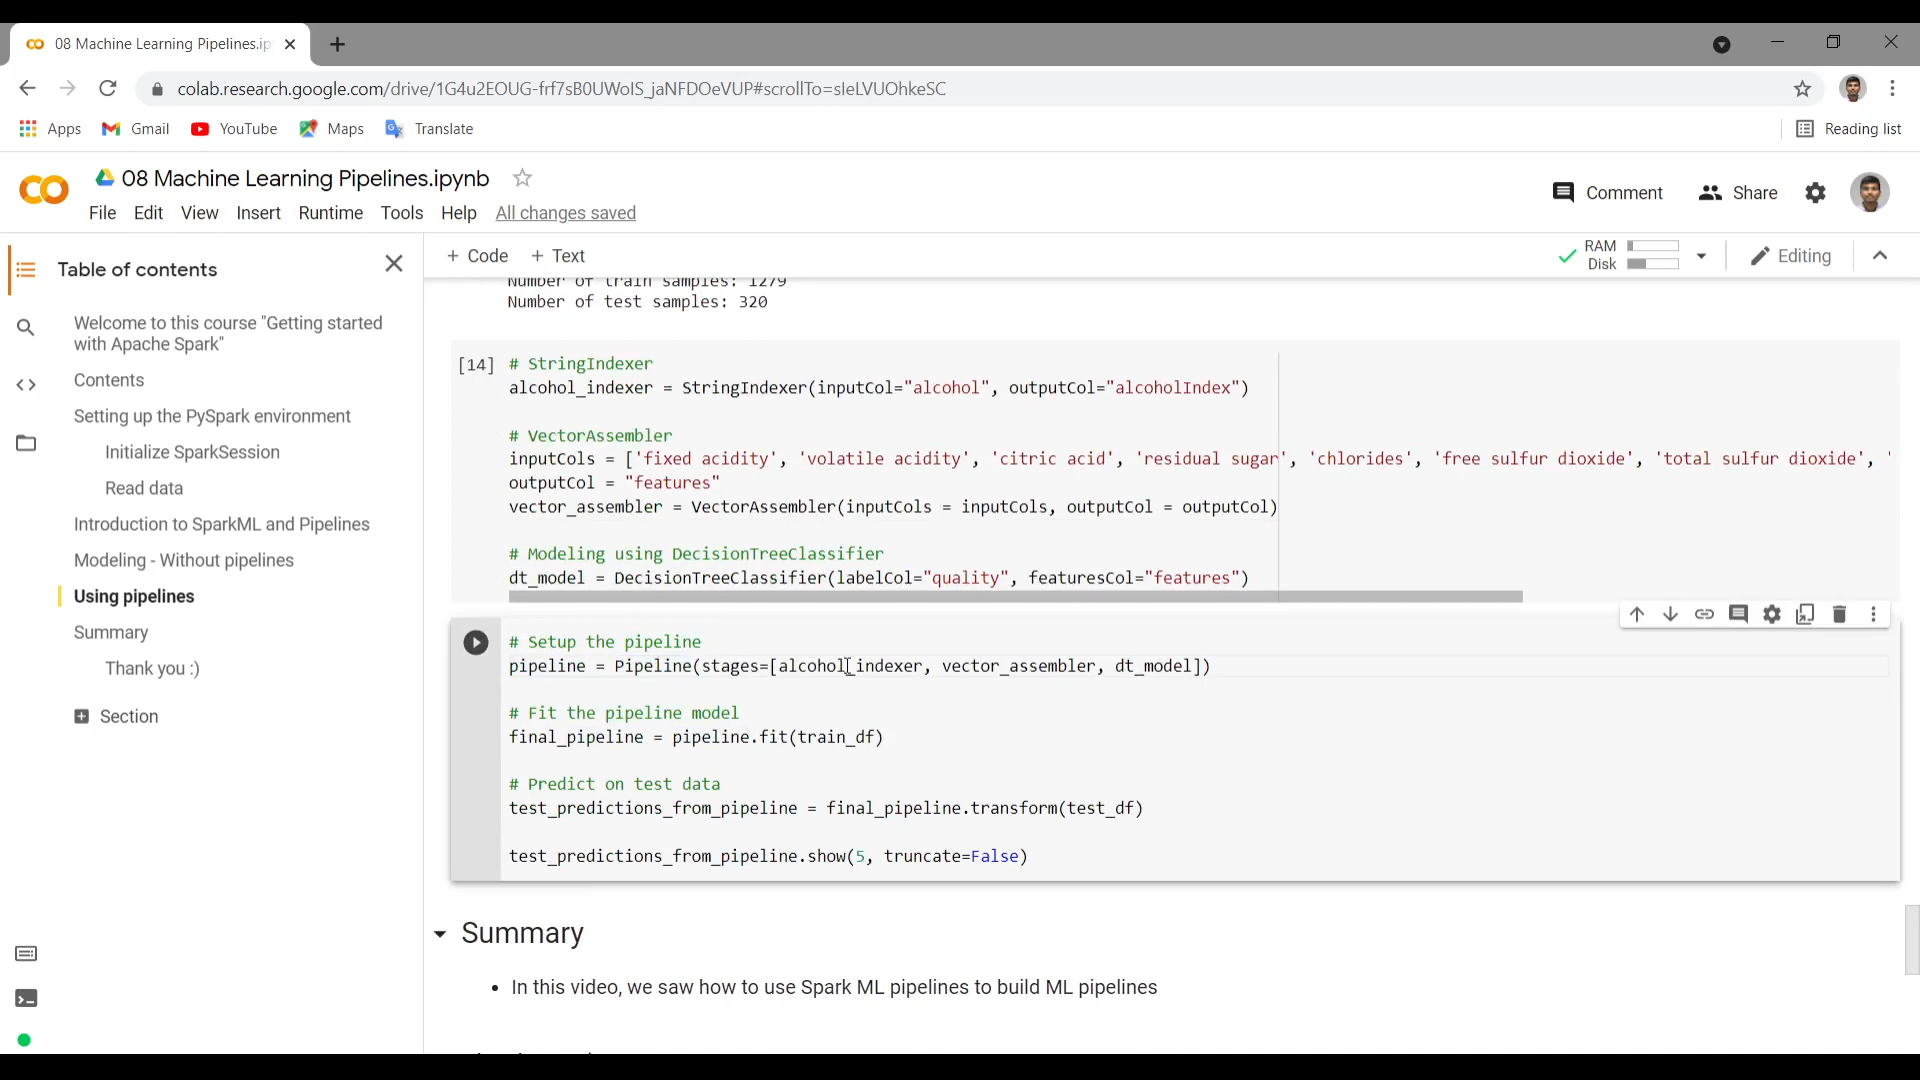 08 Machine Learning Pipelines.ip
colab.research.google.com/drive/1G4u2EOUG-frf7sB0UWoIS_jaNFDOeVUP#scrollTo=sIeLVUOhkeSC
Apps Gmail YouTube Maps Translate Reading list
08 Machine Learning Pipelines.ipynb
Comment Share
File Edit View Insert Runtime Tools Help All changes saved
Table of contents
+ Code + Text
RAM
Disk
Editing
Welcome to this course "Getting started
with Apache Spark"
Contents
Setting up the PySpark environment
Initialize SparkSession
Read data
Introduction to SparkML and Pipelines
Modeling - Without pipelines
Using pipelines
Summary
Thank you :)
Section
Number of train samples: 1279
Number of test samples: 320
[14] # StringIndexer
alcohol_indexer = StringIndexer(inputCol="alcohol", outputCol="alcoholIndex")
# VectorAssembler
inputCols = ['fixed acidity', 'volatile acidity', 'citric acid', 'residual sugar', 'chlorides', 'free sulfur dioxide', 'total sulfur dioxide', '
outputCol = "features"
vector_assembler = VectorAssembler(inputCols = inputCols, outputCol = outputCol)
# Modeling using DecisionTreeClassifier
dt_model = DecisionTreeClassifier(labelCol="quality", featuresCol="features")
# Setup the pipeline
pipeline = Pipeline(stages=[alcohol_indexer, vector_assembler, dt_model])
# Fit the pipeline model
final_pipeline = pipeline.fit(train_df)
# Predict on test data
test_predictions_from_pipeline = final_pipeline.transform(test_df)
test_predictions_from_pipeline.show(5, truncate=False)
Summary
• In this video, we saw how to use Spark ML pipelines to build ML pipelines